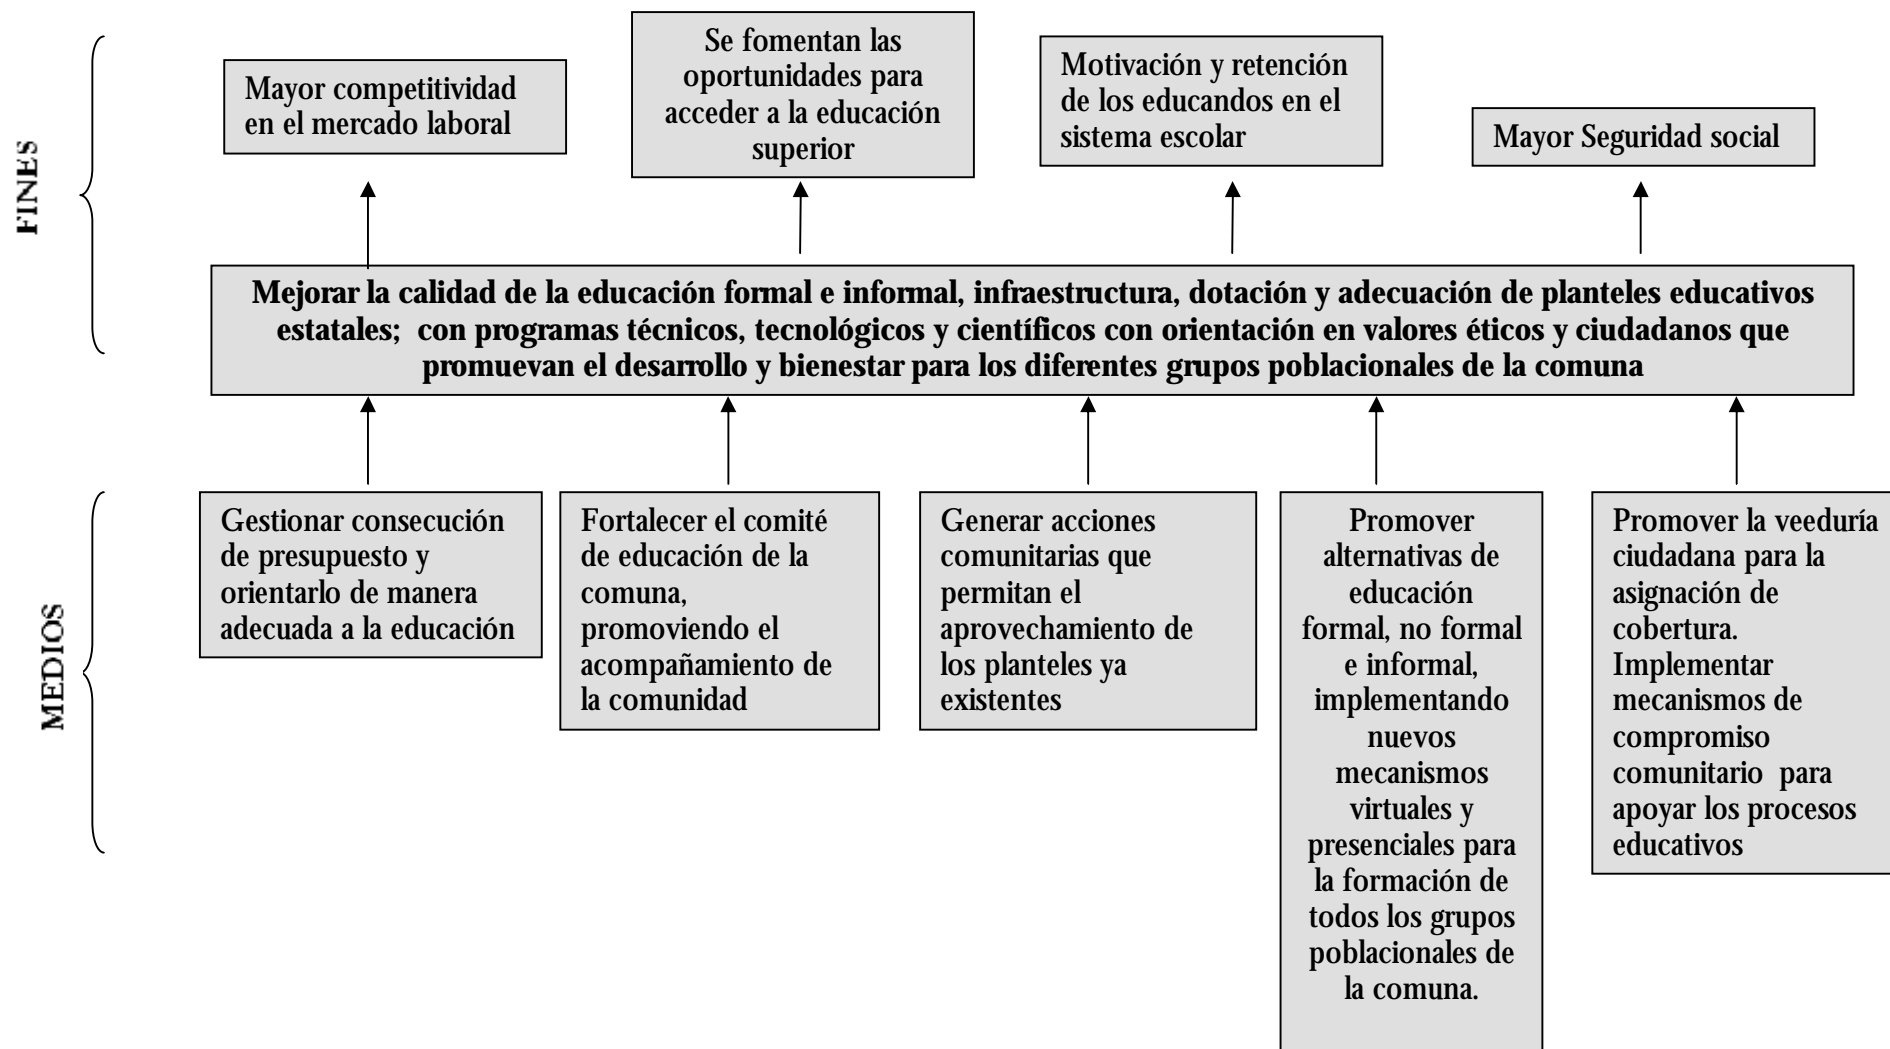 FINES
Mayor competitividad
en el mercado laboral
Se fomentan las
oportunidades para
acceder a la educación
superior
Motivación y retención
de los educandos en el
sistema escolar
Mayor Seguridad social
Mejorar la calidad de la educación formal e informal, infraestructura, dotación y adecuación de planteles educativos
estatales;  con programas técnicos, tecnológicos y científicos con orientación en valores éticos y ciudadanos que
promuevan el desarrollo y bienestar para los diferentes grupos poblacionales de la comuna
MEDIOS
Gestionar consecución
de presupuesto y
orientarlo de manera
adecuada a la educación
Fortalecer el comité
de educación de la
comuna,
promoviendo el
acompañamiento de
la comunidad
Generar acciones
comunitarias que
permitan el
aprovechamiento de
los planteles ya
existentes
Promover
alternativas de
educación
formal, no formal
e informal,
implementando
nuevos
mecanismos
virtuales y
presenciales para
la formación de
todos los grupos
poblacionales de
la comuna.
Promover la veeduría
ciudadana para la
asignación de
cobertura.
Implementar
mecanismos de
compromiso
comunitario  para
apoyar los procesos
educativos